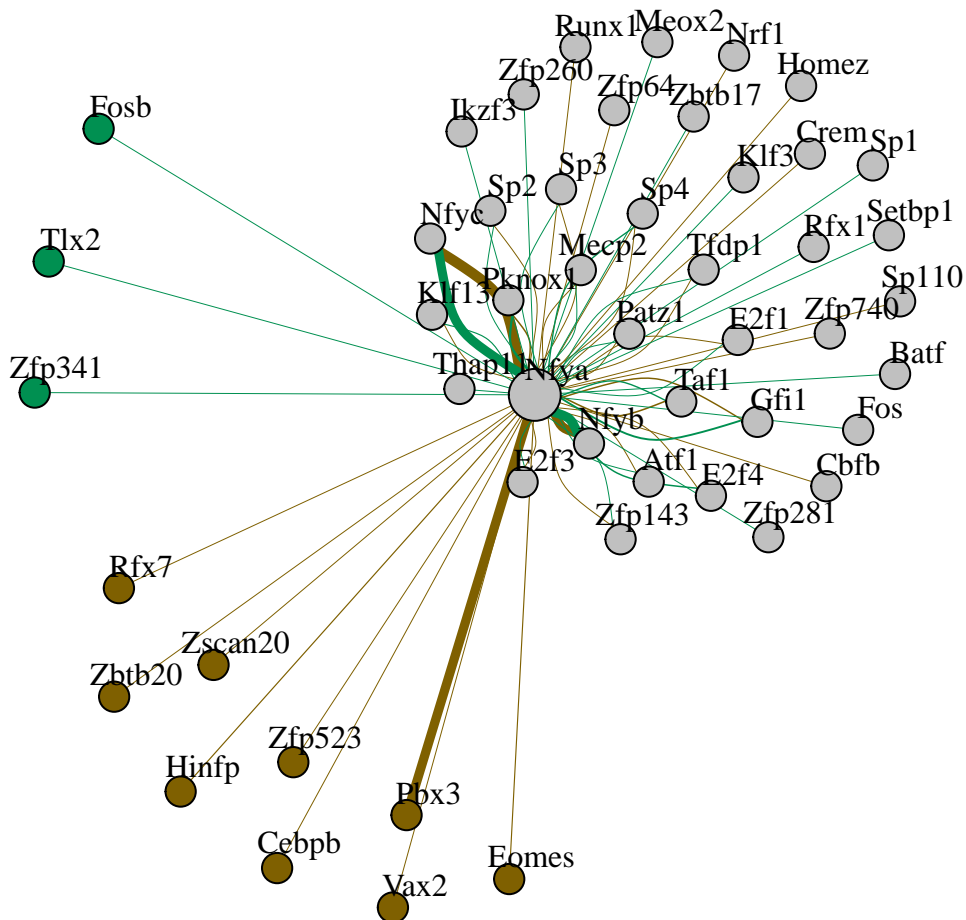 Meox2
Runx1
Nrf1
Homez
Zfp260
Zfp64
Zbtb17
Fosb
Ikzf3
Crem
Sp1
Klf3
Sp3
Sp2
Sp4
Nfyc
Setbp1
Rfx1
Tlx2
Mecp2
Tfdp1
Sp110
Klf13
Pknox1
Patz1
E2f1
Zfp740
Batf
Zfp341
Thap11
Nfya
Taf1
Gfi1
Fos
Nfyb
E2f3
Atf1
E2f4
Cbfb
Zfp143
Zfp281
Rfx7
Zscan20
Zbtb20
Zfp523
Hinfp
Pbx3
Cebpb
Eomes
Vax2